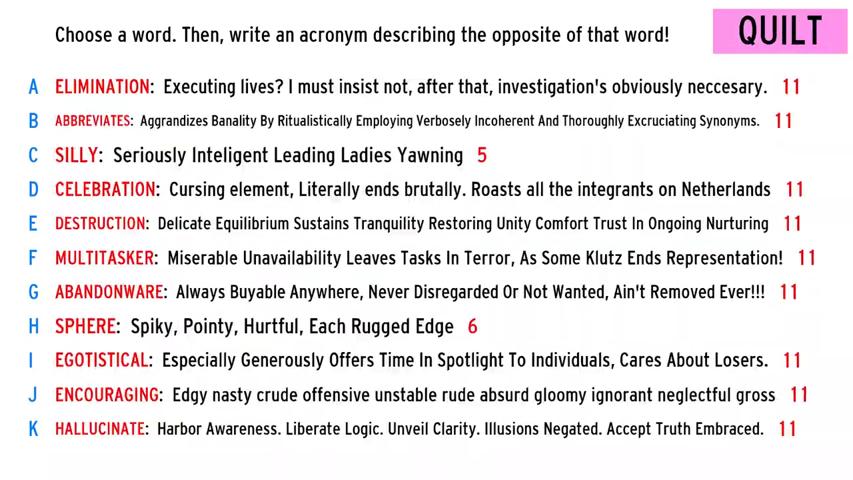 Choose a word. Then, write an acronym describing the opposite of that word!
QUILT
A ELIMINATION: Executing lives? I must insist not, after that, investigation's obviously neccesary. 11
B ABBREVIATES: Aggrandizes Banality By Ritualistically Employing Verbosely Incoherent And Thoroughly Excruciating Synonyms. 11
C SILLY: Seriously Inteligent Leading Ladies Yawning 5
D CELEBRATION: Cursing element, Literally ends brutally. Roasts all the integrants on Netherlands 11
E DESTRUCTION: Delicate Equilibrium Sustains Tranquility Restoring Unity Comfort Trust In Ongoing Nurturing 11
F MULTITASKER: Miserable Unavailability Leaves Tasks In Terror, As Some Klutz Ends Representation! 11
G ABANDONWARE: Always Buyable Anywhere, Never Disregarded Or Not Wanted, Ain't Removed Ever!!! 11
H SPHERE: Spiky, Pointy, Hurtful, Each Rugged Edge 6
I EGOTISTICAL: Especially Generously Offers Time In Spotlight To Individuals, Cares About Losers. 11
J ENCOURAGING: Edgy nasty crude offensive unstable rude absurd gloomy ignorant neglectful gross 11
K HALLUCINATE: Harbor Awareness. Liberate Logic. Unveil Clarity. Illusions Negated. Accept Truth Embraced. 11